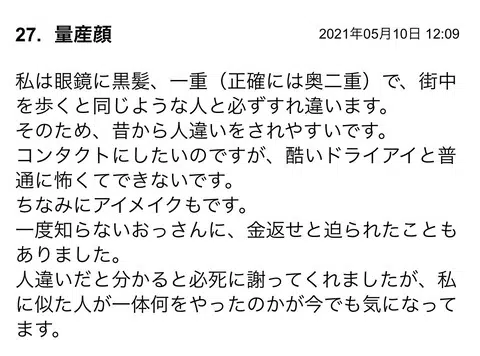 27.  量産顔
2021年05月10日 12:09
私は眼鏡に黒髪、一重（正確には奥二重）で、街中
を歩くと同じような人と必ずすれ違います。
そのため、昔から人違いをされやすいです。
コンタクトにしたいのですが、酷いドライアイと普
通に怖くてできないです。
ちなみにアイメイクもです。
一度知らないおっさんに、金返せと迫られたことも
ありました。
人違いだと分かると必死に謝ってくれましたが、私
に似た人が一体何をやったのかが今でも気になって
ます。